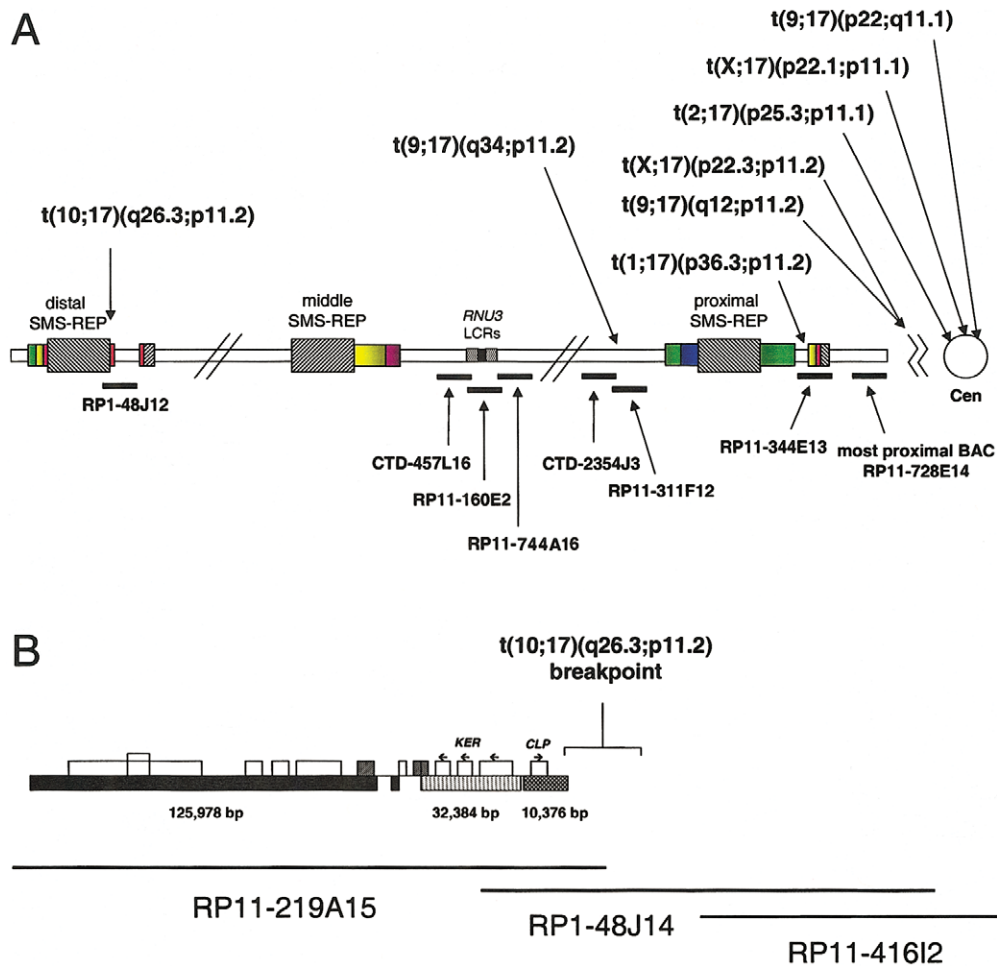 A
t(9;17)(p22;q11.1)
t(X;17)(p22.1;p11.1)
t(2;17)(p25.3;p11.1)
t(9;17)(q34;p11.2)
t(X;17)(p22.3;p11.2)
t(9;17)(q12;p11.2)
t(10;17)(q26.3;p11.2)
t(1;17)(p36.3;p11.2)
distal
SMS-REP
middle
SMS-REP
RNU3
LCRs
proximal
SMS-REP
Cen
RP1-48J12
CTD-457L16
RP11-160E2
RP11-744A16
CTD-2354J3
RP11-311F12
RP11-344E13
most proximal BAC
RP11-728E14
B
t(10;17)(q26.3;p11.2)
breakpoint
KER
CLP
125,978 bp
32,384 bp
10,376 bp
RP11-219A15
RP1-48J14
RP11-416I2